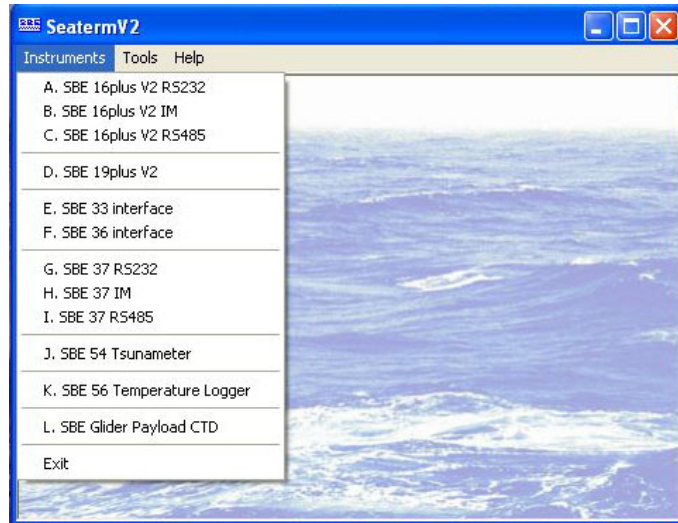 SBE SeatermV2
Instruments Tools Help
A. SBE 16plus V2 RS232
B. SBE 16plus V2 IM
C. SBE 16plus V2 RS485
D. SBE 19plus V2
E. SBE 33 interface
F. SBE 36 interface
G. SBE 37 RS232
H. SBE 37 IM
I. SBE 37 RS485
J. SBE 54 Tsunameter
K. SBE 56 Temperature Logger
L. SBE Glider Payload CTD
Exit